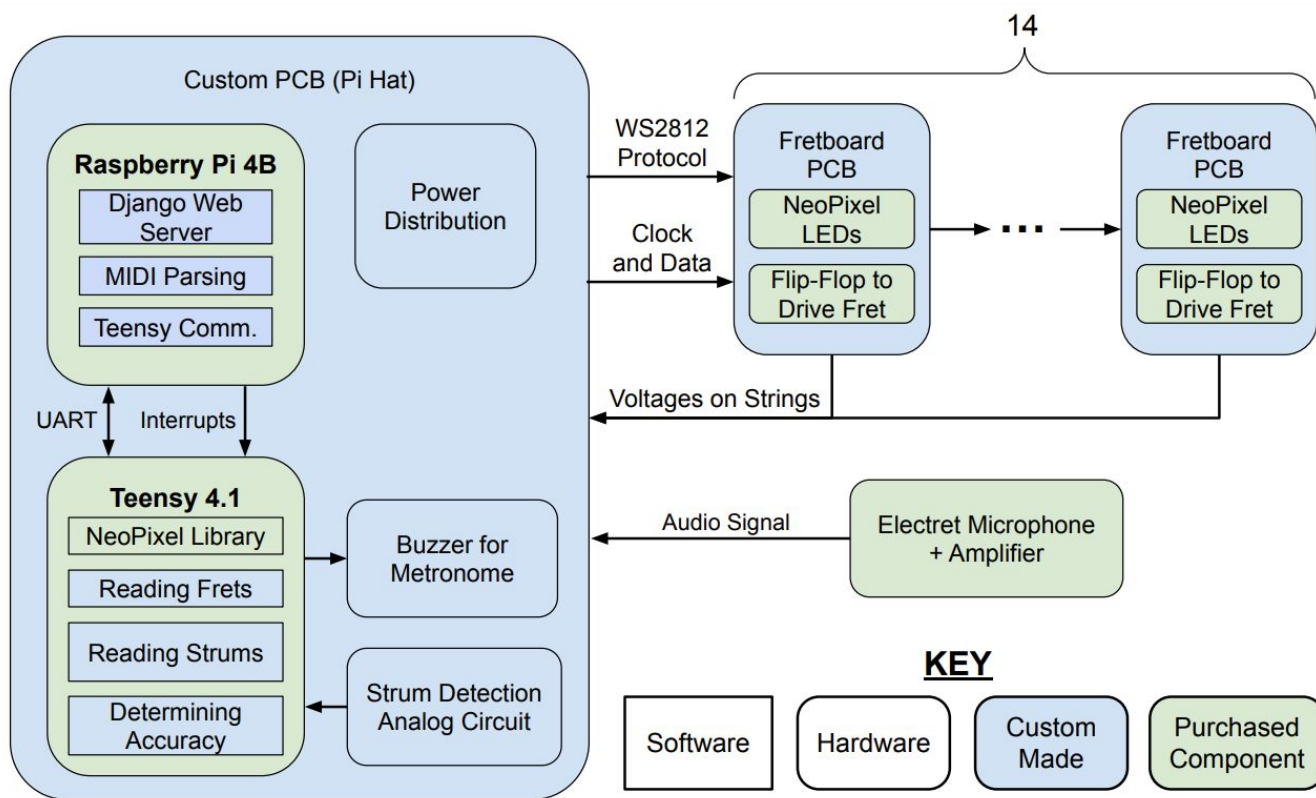 14
Custom PCB (Pi Hat)
Raspberry Pi 4B
Django Web
Server
MIDI Parsing
Teensy Comm.
Power
Distribution
WS2812
Protocol
Clock
and Data
Fretboard
PCB
NeoPixel
LEDs
Flip-Flop to
Drive Fret
...
Fretboard
PCB
NeoPixel
LEDs
Flip-Flop to
Drive Fret
Voltages on Strings
UART
Interrupts
Teensy 4.1
NeoPixel Library
Reading Frets
Reading Strums
Determining
Accuracy
Buzzer for
Metronome
Strum Detection
Analog Circuit
Audio Signal
Electret Microphone
+ Amplifier
KEY
Software
Hardware
Custom
Made
Purchased
Component